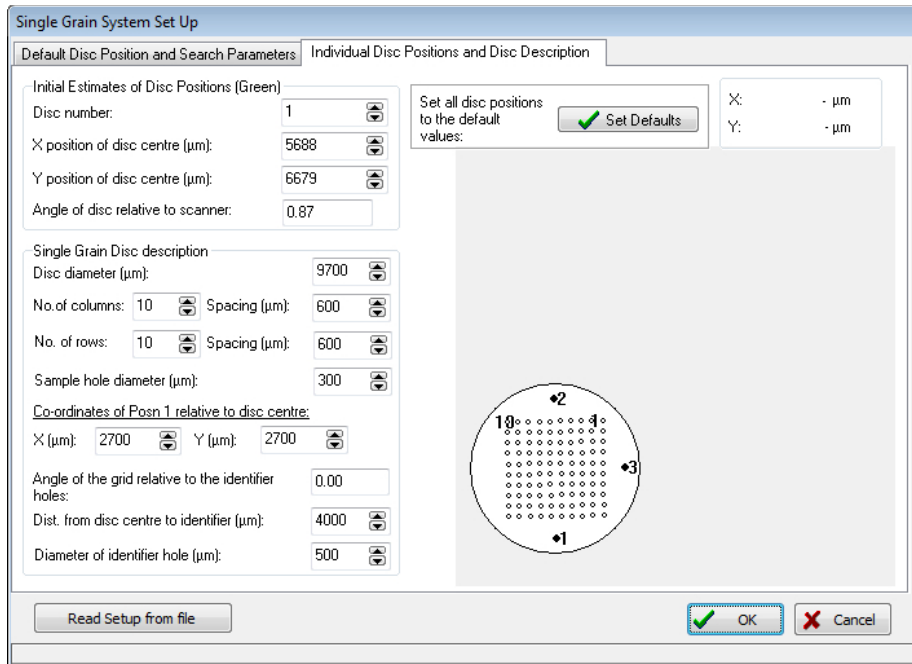 Single Grain System Set Up
Default Disc Position and Search Parameters
Individual Disc Positions and Disc Description
Initial Estimates of Disc Positions (Green)
Disc number: 1
X position of disc centre (µm): 5688
Y position of disc centre (µm): 6679
Angle of disc relative to scanner: 0.87
Single Grain Disc description
Disc diameter (µm): 9700
No.of columns: 10 Spacing (µm): 600
No. of rows: 10 Spacing (µm): 600
Sample hole diameter (µm): 300
Co-ordinates of Posn 1 relative to disc centre:
X (µm): 2700 Y (µm): 2700
Angle of the grid relative to the identifier
holes: 0.00
Dist. from disc centre to identifier (µm): 4000
Diameter of identifier hole (µm): 500
Set all disc positions
to the default
values:
Set Defaults
X: - µm
Y: - µm
2
10 1
3
1
Read Setup from file
OK
Cancel